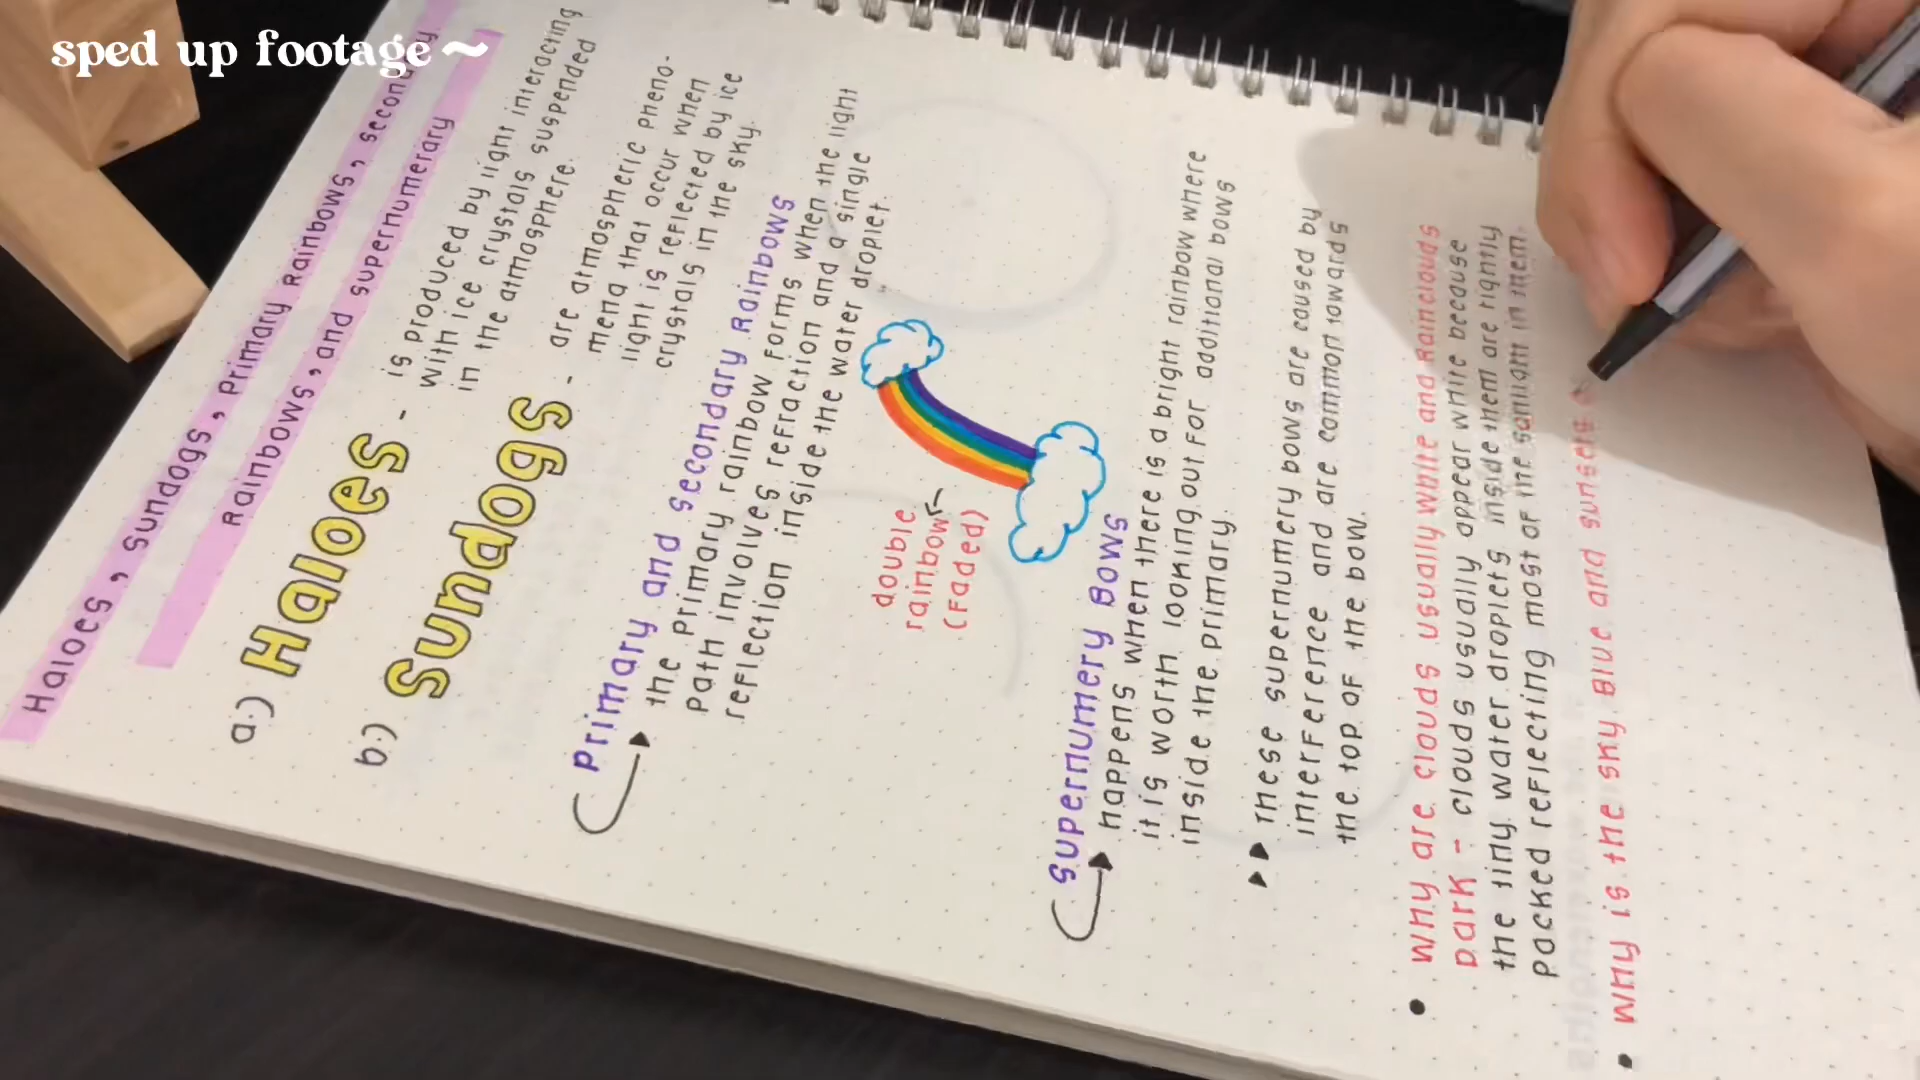 sped up footage~
Haloes, sundogs, Primary Rainbows, secondary
Rainbows, and supernumerary
a.) Haloes - is produced by light interacting
with ice crystals suspended
in the atmosphere.
b.) Sundogs - are atmospheric pheno-
mena that occur when
light is reflected by ice
crystals in the sky.
Primary and secondary Rainbows
the primary rainbow forms when the light
path involves refraction and a single
reflection inside the water droplet.
double
rainbow
(faded)
supernumery Bows
happens when there is a bright rainbow where
it is worth looking out for additional bows
inside the primary.
These supernumery bows are caused by
interference and are common towards
the top of the bow.
• Why are clouds usually white and Rainclouds
Dark - clouds usually appear white because
the tiny water droplets inside them are tightly
packed reflecting most of the sunlight in them.
• Why is the sky Blue and sunsets